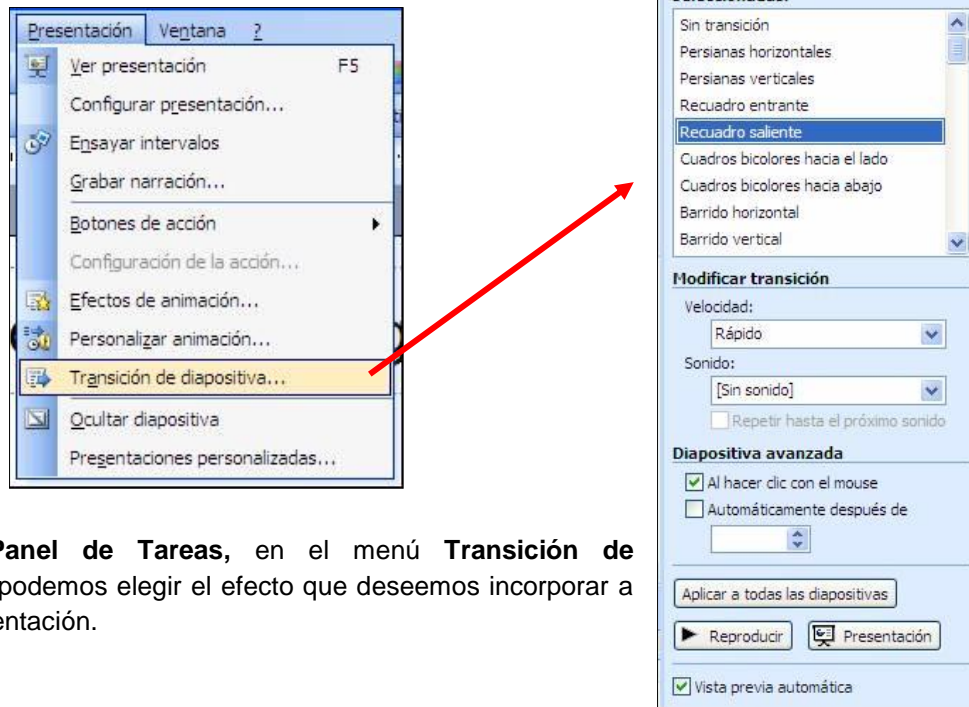 Presentación Ventana ?
Ver presentación F5
Configurar presentación...
Ensayar intervalos
Grabar narración...
Botones de acción
Configuración de la acción...
Efectos de animación...
Personalizar animación...
Transición de diapositiva...
Ocultar diapositiva
Presentaciones personalizadas...
Panel de Tareas, en el menú Transición de
podemos elegir el efecto que deseemos incorporar a
entación.
Sin transición
Persianas horizontales
Persianas verticales
Recuadro entrante
Recuadro saliente
Cuadros bicolores hacia el lado
Cuadros bicolores hacia abajo
Barrido horizontal
Barrido vertical
Modificar transición
Velocidad:
Rápido
Sonido:
[Sin sonido]
Repetir hasta el próximo sonido
Diapositiva avanzada
Al hacer clic con el mouse
Automáticamente después de
Aplicar a todas las diapositivas
Reproducir Presentación
Vista previa automática